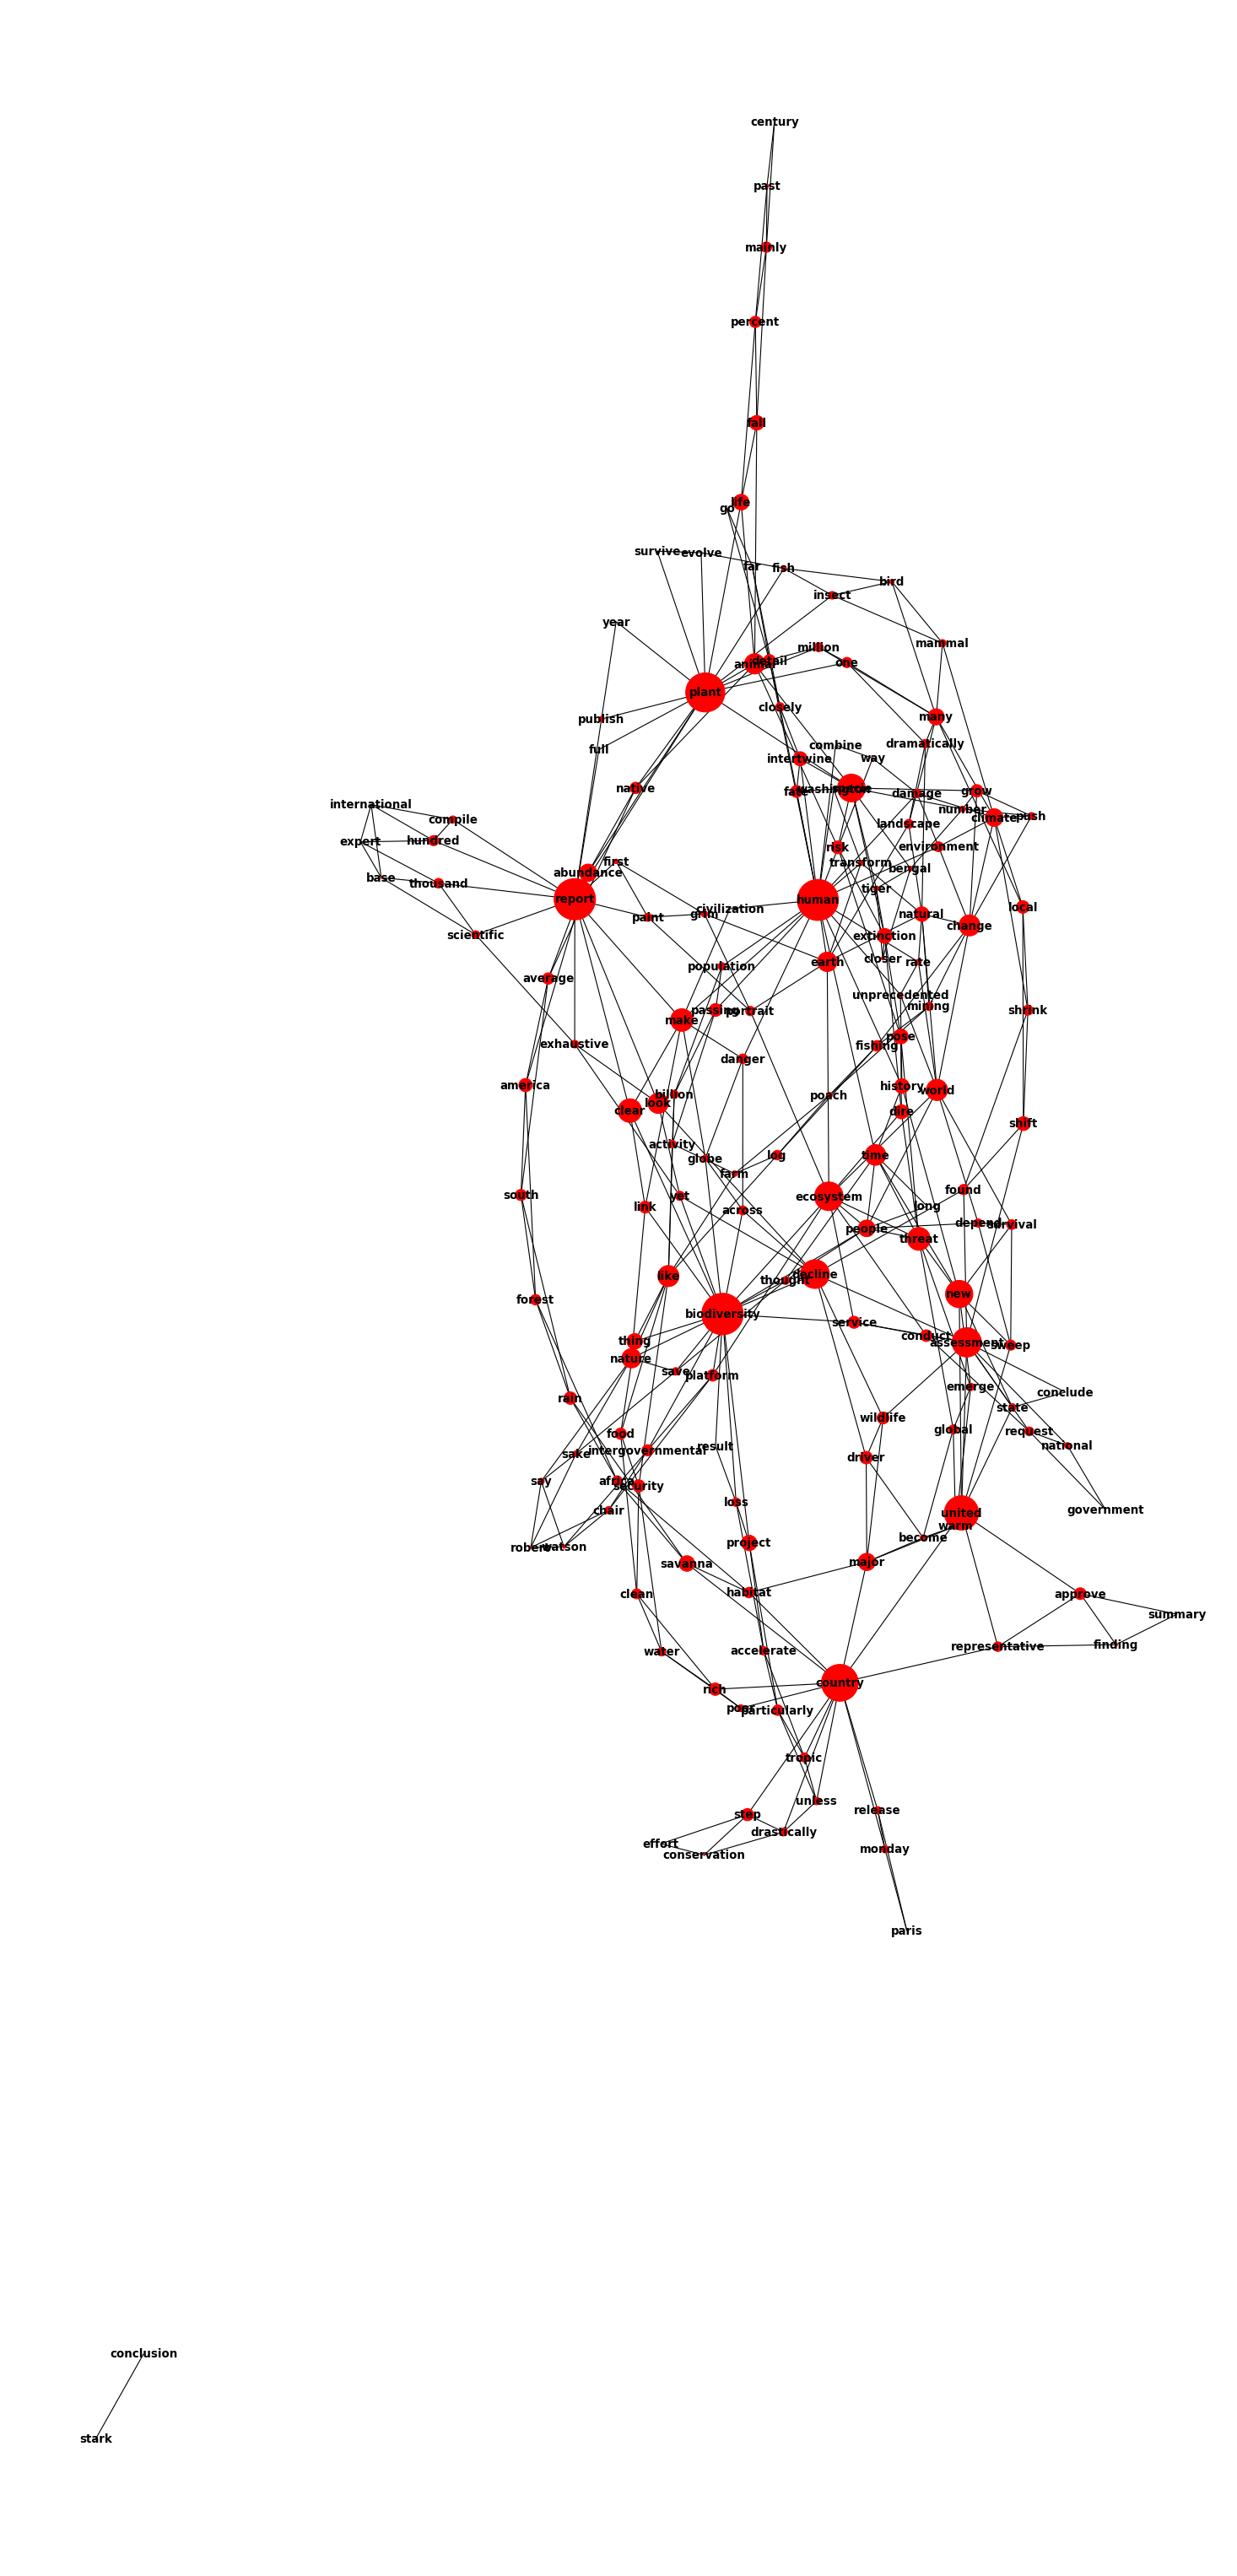 century
past
mainly
percent
fall
life
go
survive
evolve
far
fish
bird
insect
year
mammal
million
animal
detail
one
plant
closely
publish
many
full
combine
dramatically
intertwine
way
native
fate
washington
specie
damage
grow
international
number
compile
climate
push
landscape
expert
hundred
risk
environment
first
transform
bengal
abundance
base
thousand
tiger
report
human
civilization
local
paint
grim
natural
change
scientific
extinction
closer
earth
rate
population
average
unprecedented
mining
passing
portrait
shrink
make
pose
exhaustive
fishing
danger
america
history
world
billion
poach
look
clear
dire
shift
activity
time
log
globe
farm
found
south
yet
ecosystem
link
across
long
people
depend
survival
threat
decline
like
thought
new
forest
biodiversity
service
conduct
thing
assessment
sweep
nature
save
platform
emerge
conclude
rain
state
wildlife
food
global
request
result
national
intergovernmental
sake
driver
say
africa
security
loss
chair
government
united
warm
become
project
robert
watson
major
savanna
habitat
clean
approve
summary
finding
representative
water
accelerate
country
rich
poor
particularly
tropic
unless
release
step
drastically
effort
monday
conservation
paris
conclusion
stark